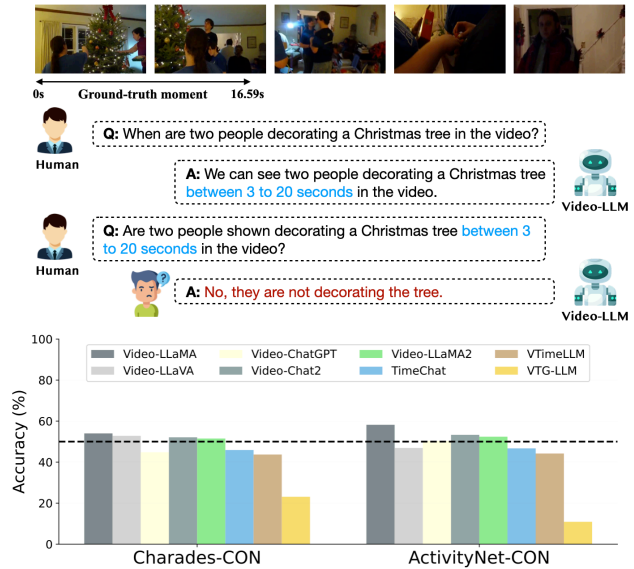 0s Ground-truth moment 16.59s
Q: When are two people decorating a Christmas tree in the video?
Human
A: We can see two people decorating a Christmas tree
between 3 to 20 seconds in the video.
Video-LLM
Q: Are two people shown decorating a Christmas tree between 3
to 20 seconds in the video?
Human
?
A: No, they are not decorating the tree.
Video-LLM
Video-LLaMA Video-ChatGPT Video-LLaMA2 VTimeLLM
Video-LLaVA Video-Chat2 TimeChat VTG-LLM
Accuracy (%)
100
80
60
40
20
0
Charades-CON ActivityNet-CON